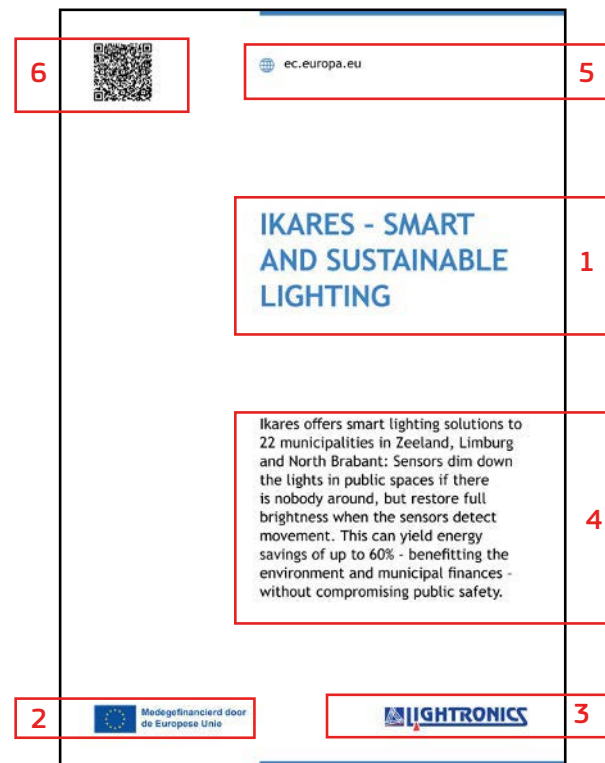 6
ec.europa.eu
5
IKARES - SMART
AND SUSTAINABLE
LIGHTING
1
Ikares offers smart lighting solutions to
22 municipalities in Zeeland, Limburg
and North Brabant: Sensors dim down
the lights in public spaces if there
is nobody around, but restore full
brightness when the sensors detect
movement. This can yield energy
savings of up to 60% - benefitting the
environment and municipal finances -
without compromising public safety.
4
2
Medegefinancierd door
de Europese Unie
LIGHTRONICS
3